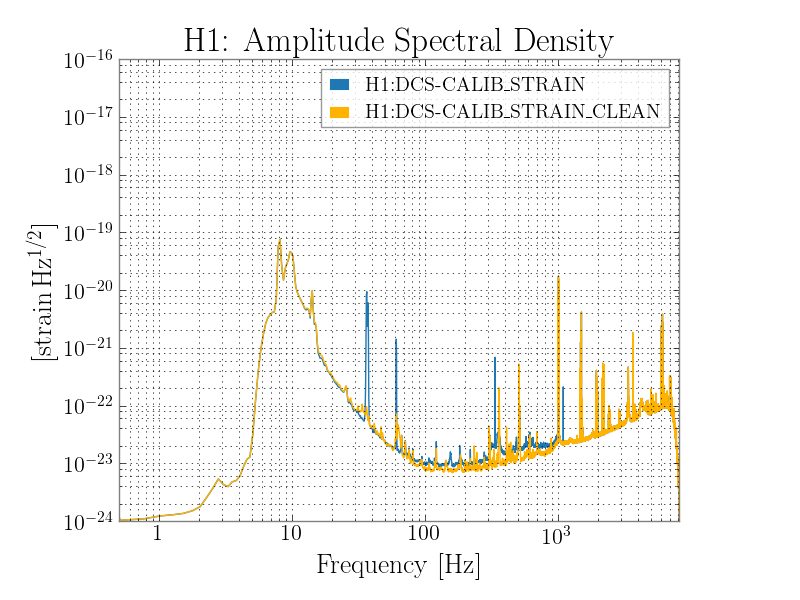 H1: Amplitude Spectral Density
H1:DCS-CALIB_STRAIN
H1:DCS-CALIB_STRAIN_CLEAN
[strain Hz^{1/2}]
10^{-16}
10^{-17}
10^{-18}
10^{-19}
10^{-20}
10^{-21}
10^{-22}
10^{-23}
10^{-24}
1 10 100 10^3
Frequency [Hz]